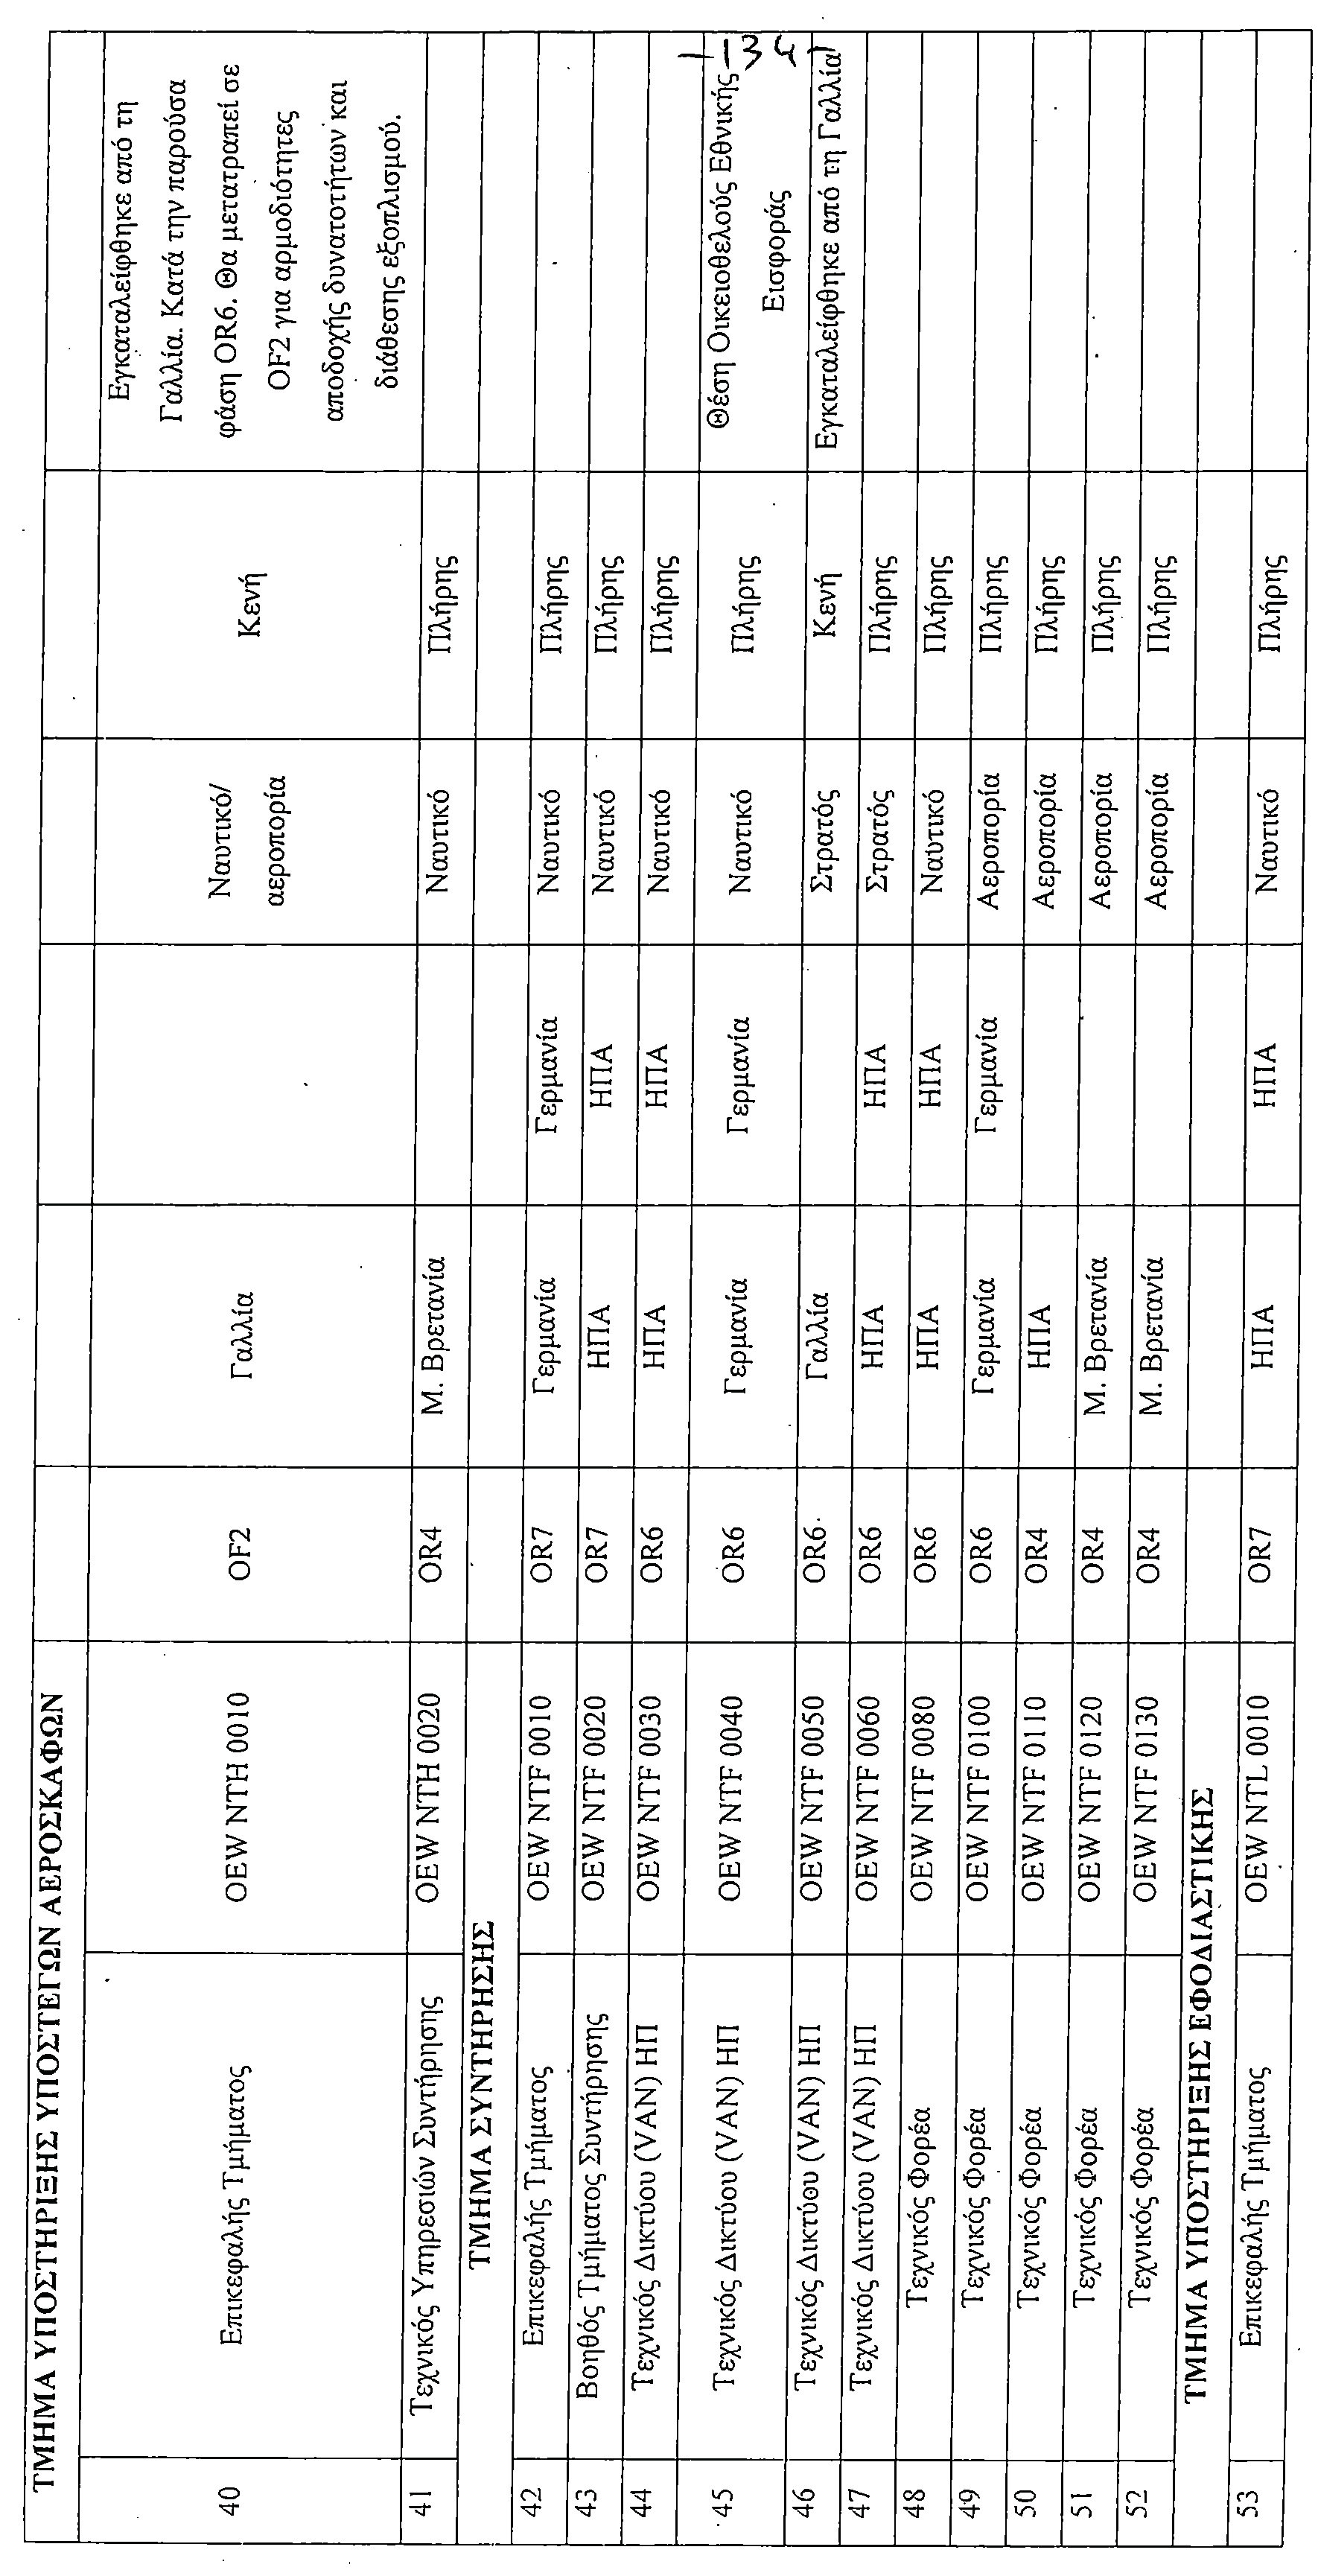 -134-
ΤΜΗΜΑ ΥΠΟΣΤΗΡΙΞΗΣ ΥΠΟΣΤΕΓΩΝ ΑΕΡΟΣΚΑΦΩΝ
40 Επικεφαλής Τμήματος OEW NTH 0010 OF2 Γαλλία Ναυτικό/ αεροπορία Κενή Εγκαταλείφθηκε από τη
Γαλλία. Κατά την παρούσα
φάση OR6. Θα μετατραπεί σε
OF2 για αρμοδιότητες
αποδοχής δυνατοτήτων και
διάθεσης εξοπλισμού.
41 Τεχνικός Υπηρεσιών Συντήρησης OEW NTH 0020 OR4 Μ. Βρετανία Ναυτικό Πλήρης
ΤΜΗΜΑ ΣΥΝΤΗΡΗΣΗΣ
42 Επικεφαλής Τμήματος OEW NTF 0010 OR7 Γερμανία Γερμανία Ναυτικό Πλήρης
43 Βοηθός Τμήματος Συντήρησης OEW NTF 0020 OR7 ΗΠΑ ΗΠΑ Ναυτικό Πλήρης
44 Τεχνικός Δικτύου (VAN) ΗΠ OEW NTF 0030 OR6 ΗΠΑ ΗΠΑ Ναυτικό Πλήρης
45 Τεχνικός Δικτύου (VAN) ΗΠ OEW NTF 0040 OR6 Γερμανία Γερμανία Ναυτικό Πλήρης Θέση Οικειοθελούς Εθνικής
Εισφοράς
46 Τεχνικός Δικτύου (VAN) ΗΠ OEW NTF 0050 OR6 Γαλλία Στρατός Κενή Εγκαταλείφθηκε από τη Γαλλία
47 Τεχνικός Δικτύου (VAN) ΗΠ OEW NTF 0060 OR6 ΗΠΑ ΗΠΑ Στρατός Πλήρης
48 Τεχνικός Φορέα OEW NTF 0080 OR6 ΗΠΑ ΗΠΑ Ναυτικό Πλήρης
49 Τεχνικός Φορέα OEW NTF 0100 OR6 Γερμανία Γερμανία Αεροπορία Πλήρης
50 Τεχνικός Φορέα OEW NTF 0110 OR4 ΗΠΑ Αεροπορία Πλήρης
51 Τεχνικός Φορέα OEW NTF 0120 OR4 Μ. Βρετανία Αεροπορία Πλήρης
52 Τεχνικός Φορέα OEW NTF 0130 OR4 Μ. Βρετανία Αεροπορία Πλήρης
ΤΜΗΜΑ ΥΠΟΣΤΗΡΙΞΗΣ ΕΦΟΔΙΑΣΤΙΚΗΣ
53 Επικεφαλής Τμήματος OEW NTL 0010 OR7 ΗΠΑ ΗΠΑ Ναυτικό Πλήρης